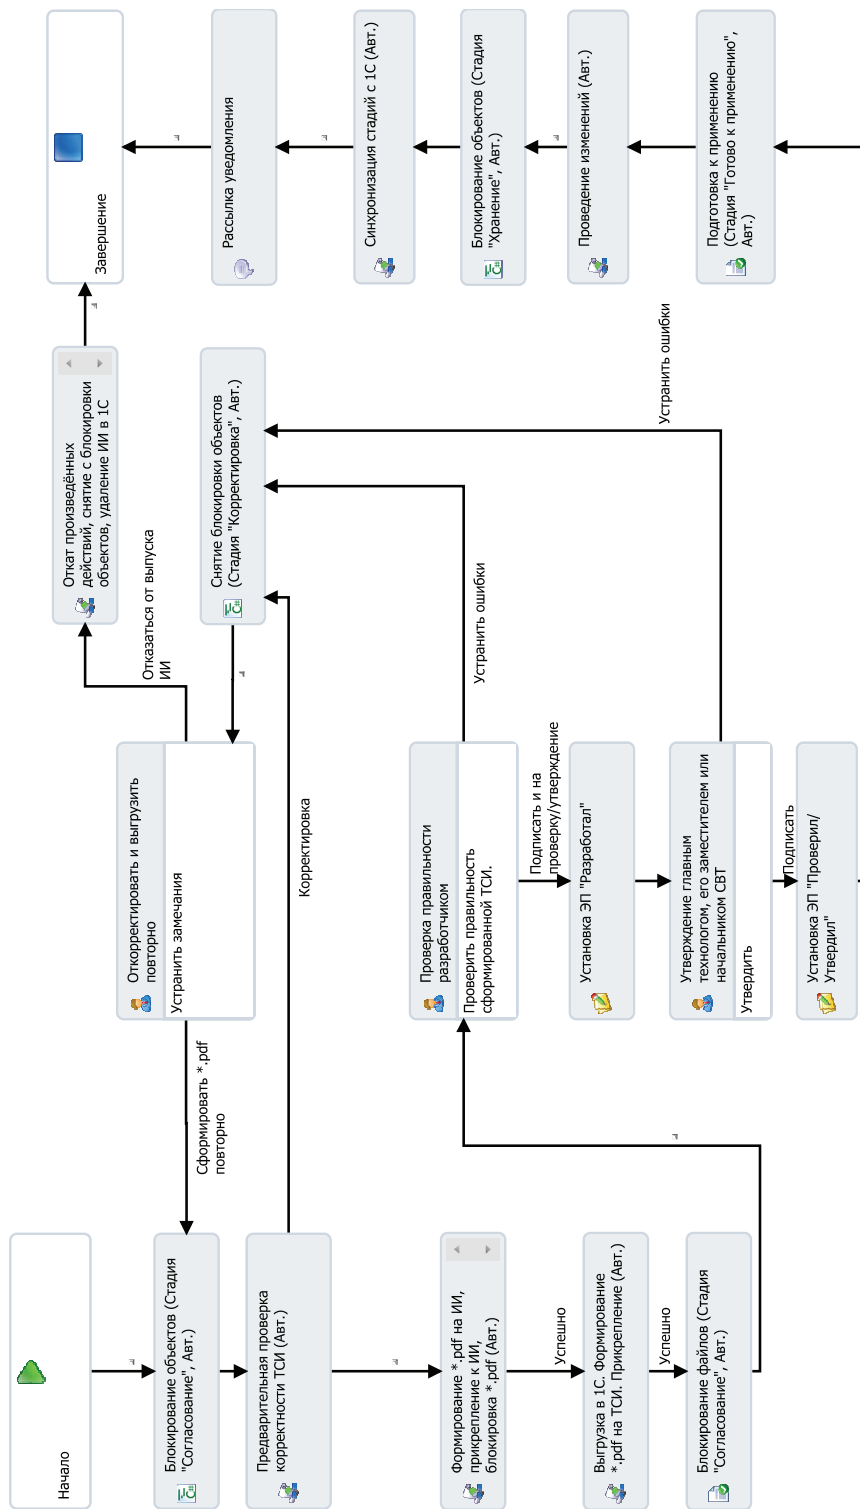 Начало
Блокирование объектов (Стадия
"Согласование", Авт.)
Предварительная проверка
корректности ТСИ (Авт.)
Формирование *.pdf на ИИ,
прикрепление к ИИ,
блокировка *.pdf (Авт.)
Успешно
Выгрузка в 1С. Формирование
*.pdf на ТСИ. Прикрепление (Авт.)
Успешно
Блокирование файлов (Стадия
"Согласование", Авт.)
Сформировать *.pdf
повторно
Откорректировать и выгрузить
повторно
Устранить замечания
Корректировка
Проверка правильности
разработчиком
Проверить правильность
сформированной ТСИ.
Подписать и на
проверку/утверждение
Установка ЭП "Разработал"
Утверждение главным
технологом, его заместителем или
начальником СВТ
Утвердить
Подписать
Установка ЭП "Проверил/
Утвердил"
Отказаться от выпуска
ИИ
Устранить ошибки
Устранить ошибки
Откат произведённых
действий, снятие с блокировки
объектов, удаление ИИ в 1С
Снятие блокировки объектов
(Стадия "Корректировка", Авт.)
Завершение
Рассылка уведомления
Синхронизация стадий с 1С (Авт.)
Блокирование объектов (Стадия
"Хранение", Авт.)
Проведение изменений (Авт.)
Подготовка к применению
(Стадия "Готово к применению",
Авт.)